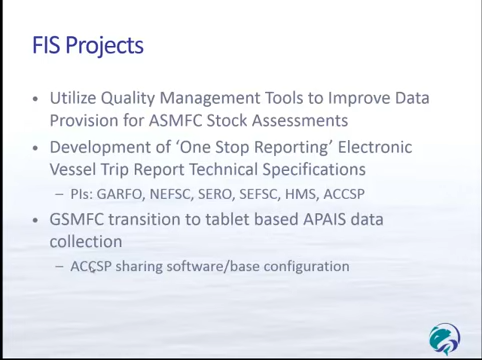 FIS Projects
• Utilize Quality Management Tools to Improve Data
Provision for ASMFC Stock Assessments
• Development of ‘One Stop Reporting’ Electronic
Vessel Trip Report Technical Specifications
– PIs: GARFO, NEFSC, SERO, SEFSC, HMS, ACCSP
• GSMFC transition to tablet based APAIS data
collection
– ACCSP sharing software/base configuration